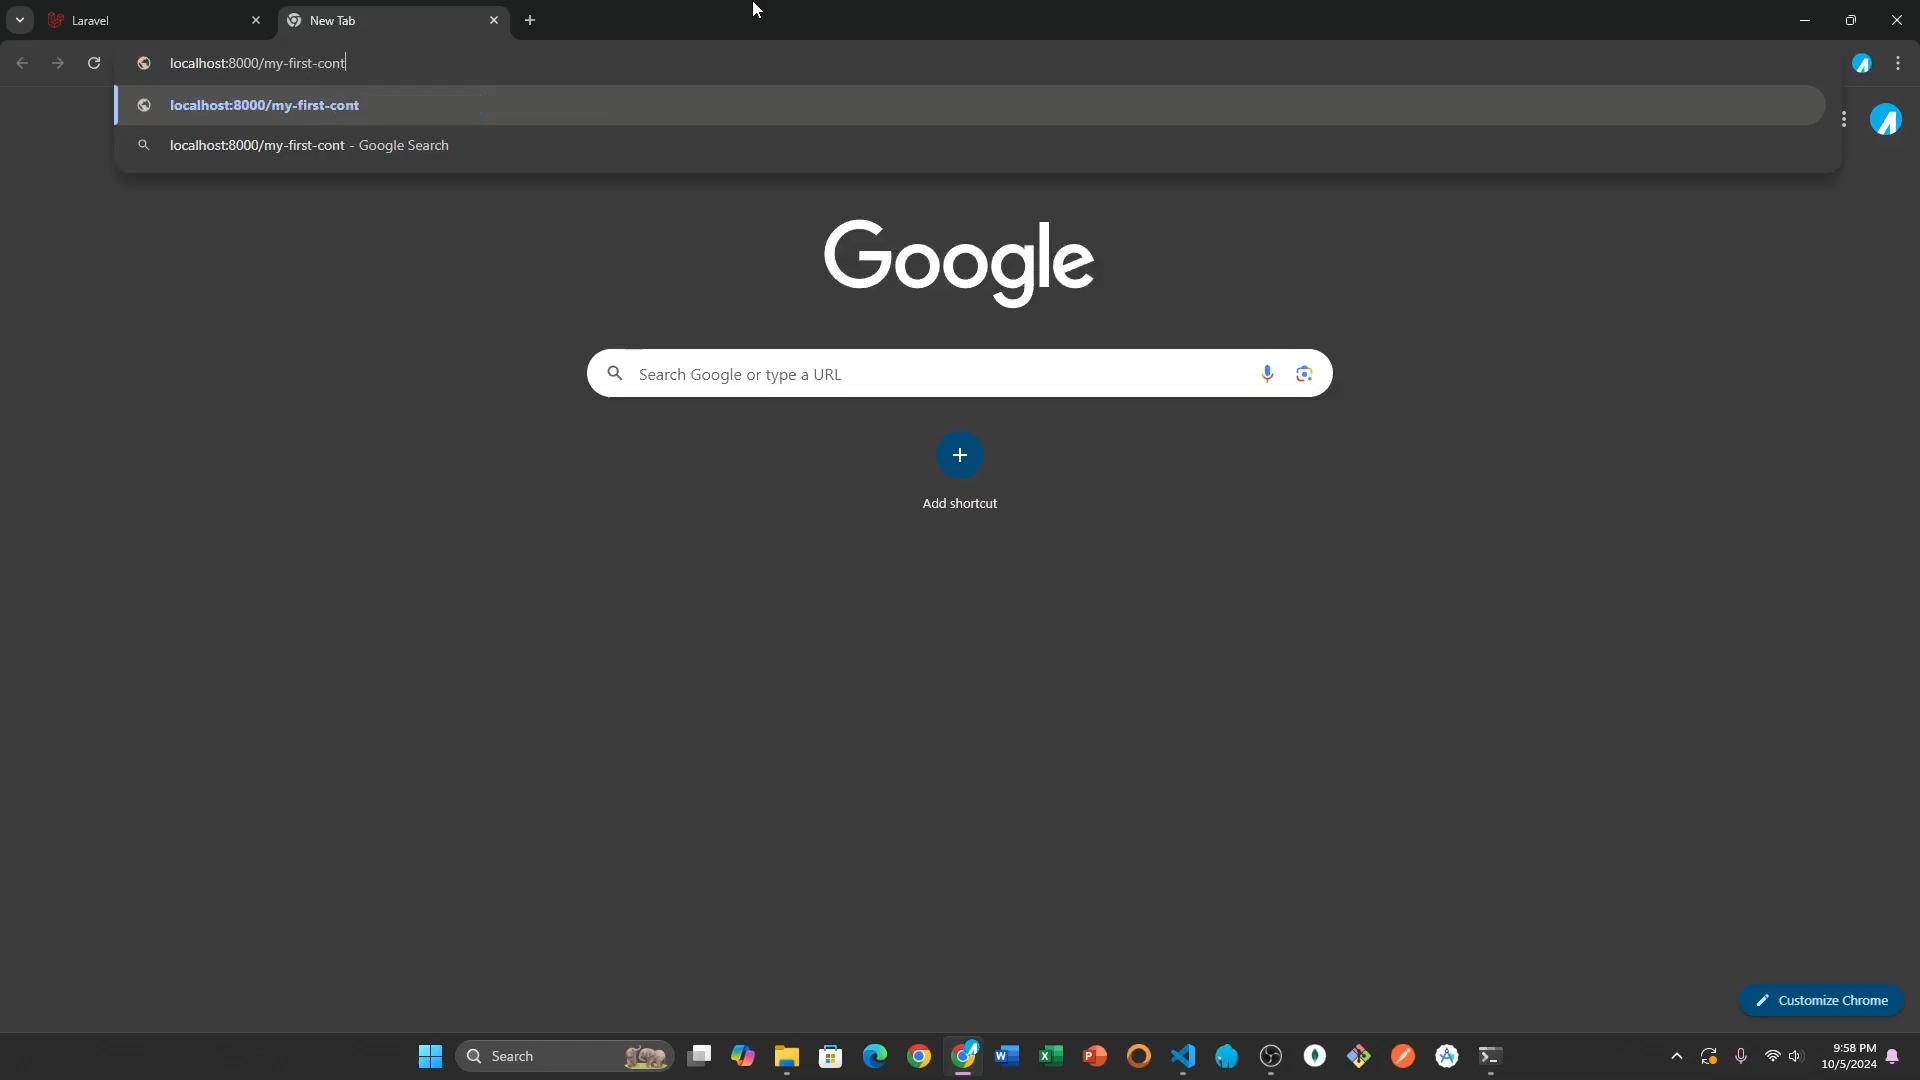 Laravel
New Tab
localhost:8000/my-first-cont
localhost:8000/my-first-cont
localhost:8000/my-first-cont - Google Search
Google
Search Google or type a URL
Add shortcut
Customize Chrome
Search
9:58 PM
10/5/2024